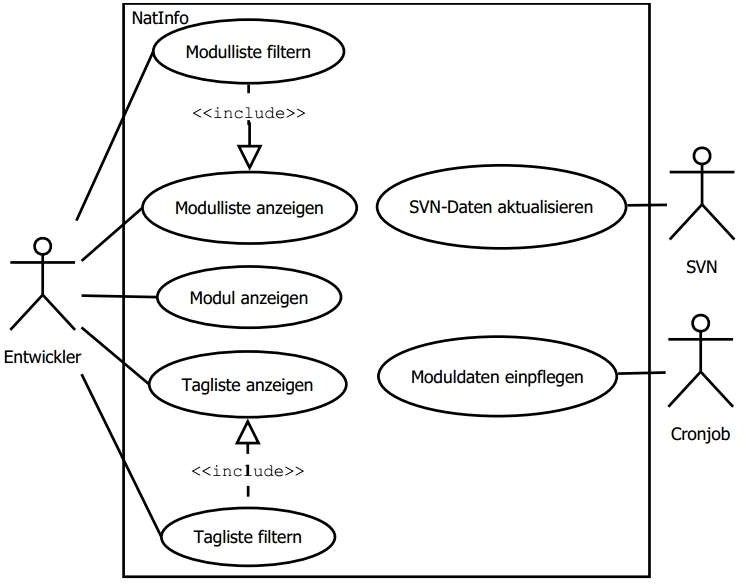 NatInfo
Modulliste filtern
<<include>>
Modulliste anzeigen
SVN-Daten aktualisieren
SVN
Modul anzeigen
Entwickler
Tagliste anzeigen
Moduldaten einpflegen
Cronjob
<<include>>
Tagliste filtern